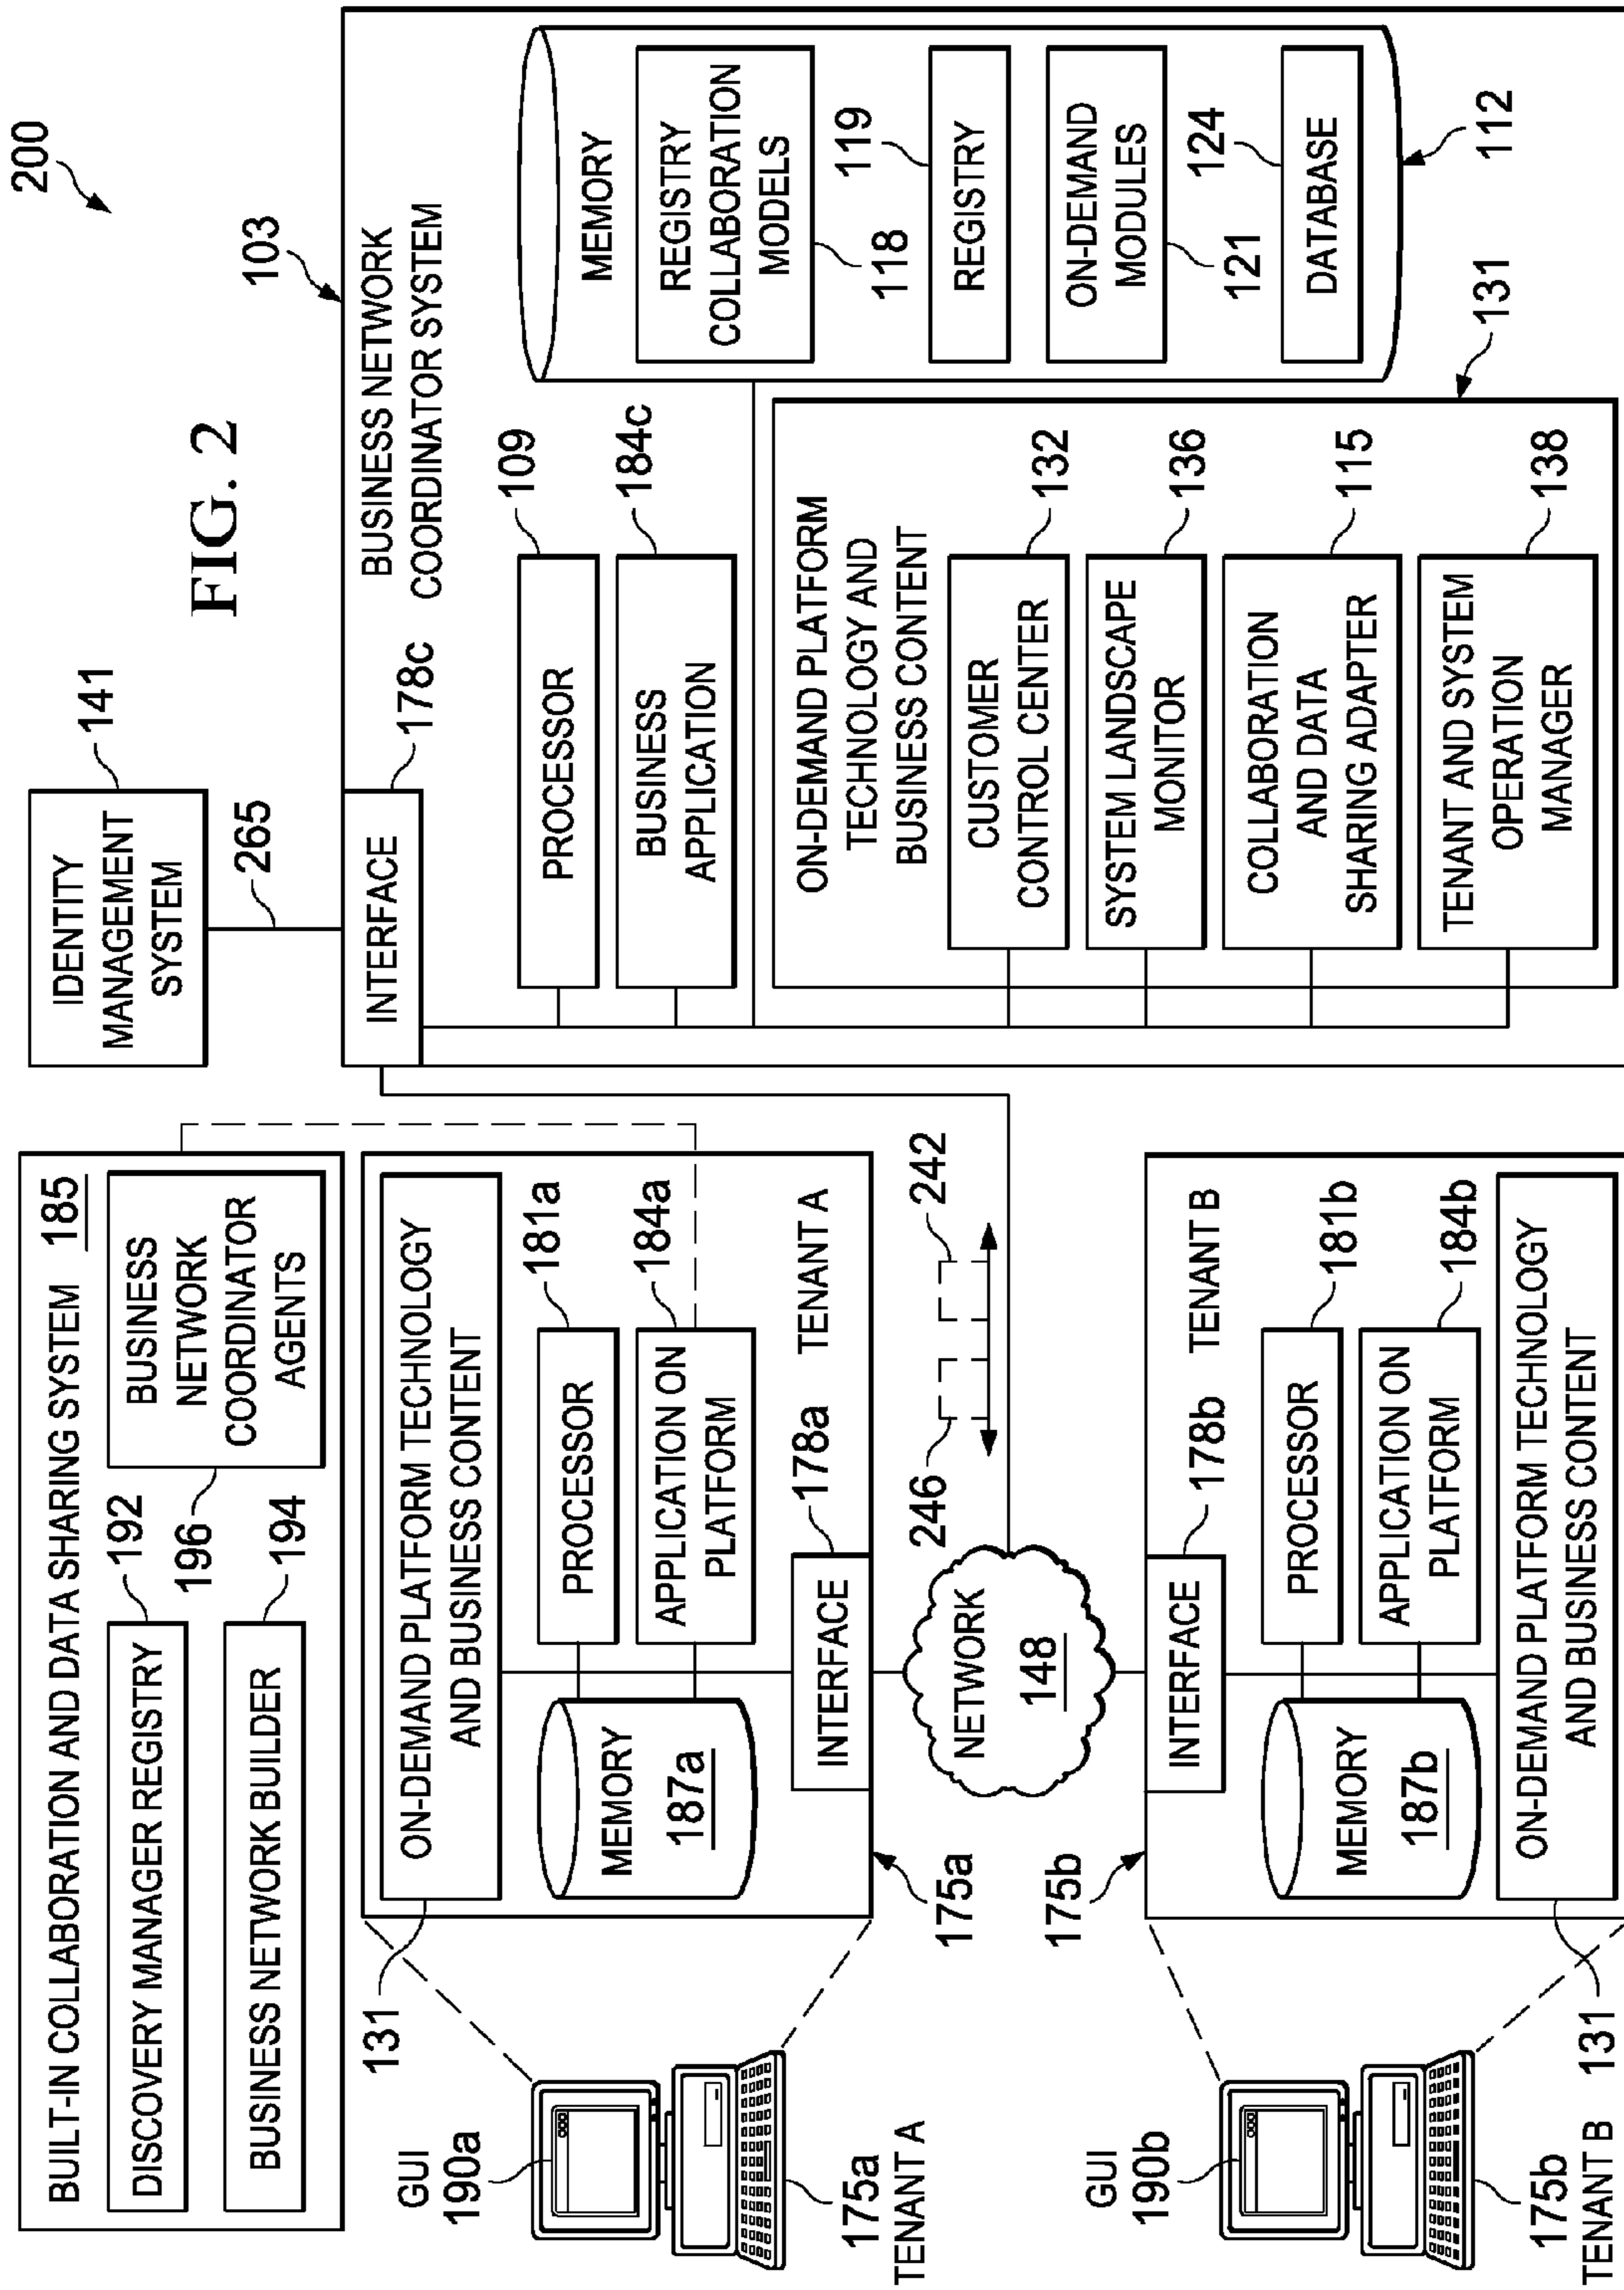 200
FIG. 2
BUILT-IN COLLABORATION AND DATA SHARING SYSTEM 185
DISCOVERY MANAGER REGISTRY
192
BUSINESS NETWORK BUILDER
194
BUSINESS
NETWORK
COORDINATOR
AGENTS
196
IDENTITY
MANAGEMENT
SYSTEM
141
265
103
INTERFACE
178c
BUSINESS NETWORK
COORDINATOR SYSTEM
PROCESSOR
109
BUSINESS
APPLICATION
184c
MEMORY
REGISTRY
COLLABORATION
MODELS
118
119
REGISTRY
ON-DEMAND
MODULES
121
124
DATABASE
112
ON-DEMAND PLATFORM
TECHNOLOGY AND
BUSINESS CONTENT
131
CUSTOMER
CONTROL CENTER
132
SYSTEM LANDSCAPE
MONITOR
136
COLLABORATION
AND DATA
SHARING ADAPTER
115
TENANT AND SYSTEM
OPERATION
MANAGER
138
131
ON-DEMAND PLATFORM TECHNOLOGY
AND BUSINESS CONTENT
PROCESSOR
181a
APPLICATION ON
PLATFORM
184a
MEMORY
187a
INTERFACE
178a
TENANT A
175a
GUI
190a
175a
TENANT A
NETWORK
148
246
242
175b
INTERFACE
178b
TENANT B
MEMORY
187b
PROCESSOR
181b
APPLICATION ON
PLATFORM
184b
ON-DEMAND PLATFORM TECHNOLOGY
AND BUSINESS CONTENT
131
GUI
190b
175b
TENANT B